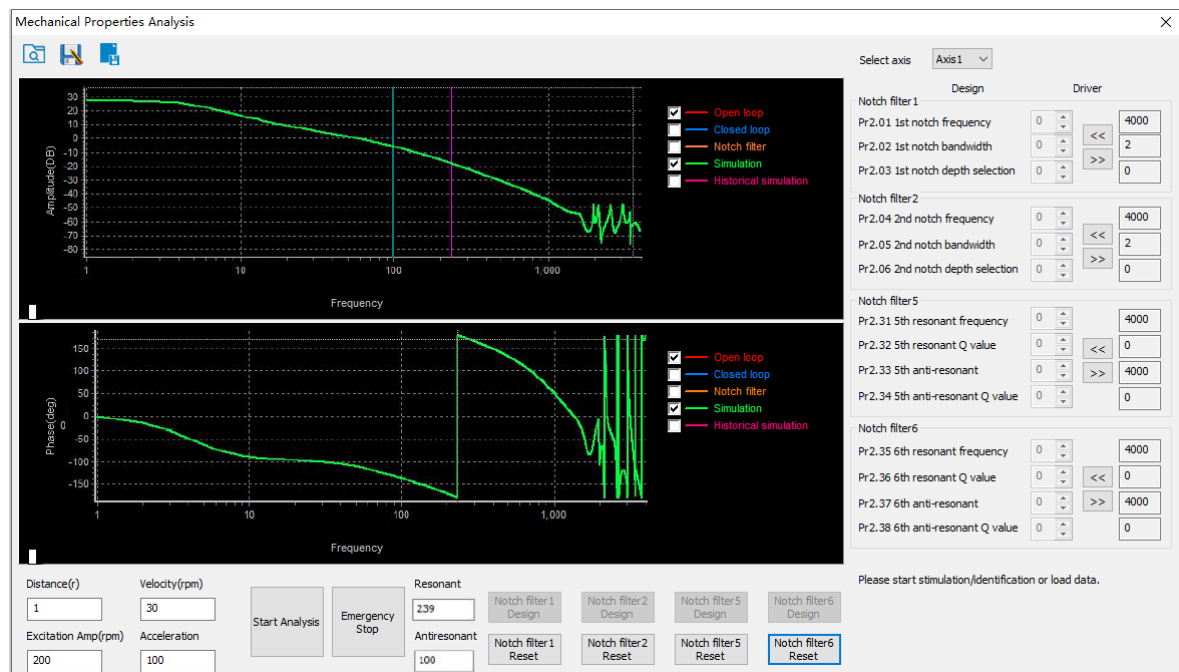 Mechanical Properties Analysis
Select axis Axis1
Design Driver
30
20
10
0
-10
-20
-30
-40
-50
-60
-70
-80
Amplitude(DB)
1 10 100 1,000
Frequency
Open loop
Closed loop
Notch filter
Simulation
Historical simulation
150
100
50
0
-50
-100
-150
Phase(deg)
0
1 10 100 1,000
Frequency
Open loop
Closed loop
Notch filter
Simulation
Historical simulation
Notch filter1
Pr2.01 1st notch frequency 0 4000
Pr2.02 1st notch bandwidth 0 << 2
Pr2.03 1st notch depth selection 0 >> 0
Notch filter2
Pr2.04 2nd notch frequency 0 4000
Pr2.05 2nd notch bandwidth 0 << 2
Pr2.06 2nd notch depth selection 0 >> 0
Notch filter5
Pr2.31 5th resonant frequency 0 4000
Pr2.32 5th resonant Q value 0 << 0
Pr2.33 5th anti-resonant 0 >> 4000
Pr2.34 5th anti-resonant Q value 0 0
Notch filter6
Pr2.35 6th resonant frequency 0 4000
Pr2.36 6th resonant Q value 0 << 0
Pr2.37 6th anti-resonant 0 >> 4000
Pr2.38 6th anti-resonant Q value 0 0
Please start stimulation/identification or load data.
Distance(r) Velocity(rpm)
1 30
Excitation Amp(rpm) Acceleration
200 100
Start Analysis
Emergency
Stop
Resonant
239
Antiresonant
100
Notch filter1
Design
Notch filter2
Design
Notch filter5
Design
Notch filter6
Design
Notch filter1
Reset
Notch filter2
Reset
Notch filter5
Reset
Notch filter6
Reset